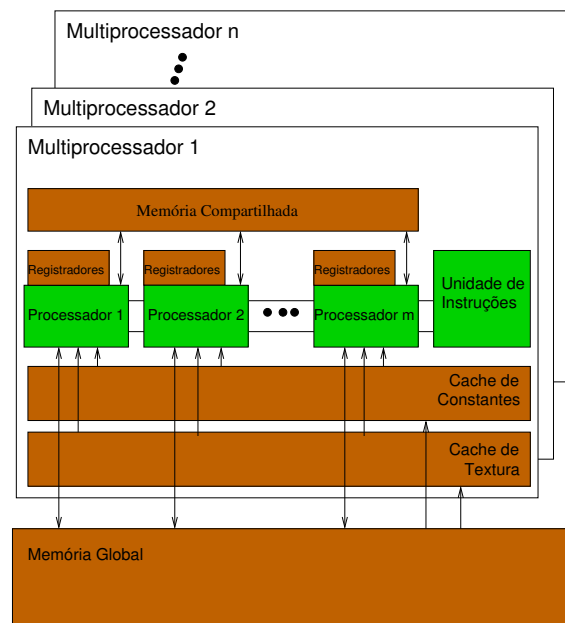 Multiprocessador n
Multiprocessador 2
Multiprocessador 1
Memória Compartilhada
Registradores
Registradores
Registradores
Processador 1
Processador 2
Processador m
Unidade de
Instruções
Cache de
Constantes
Cache de
Textura
Memória Global